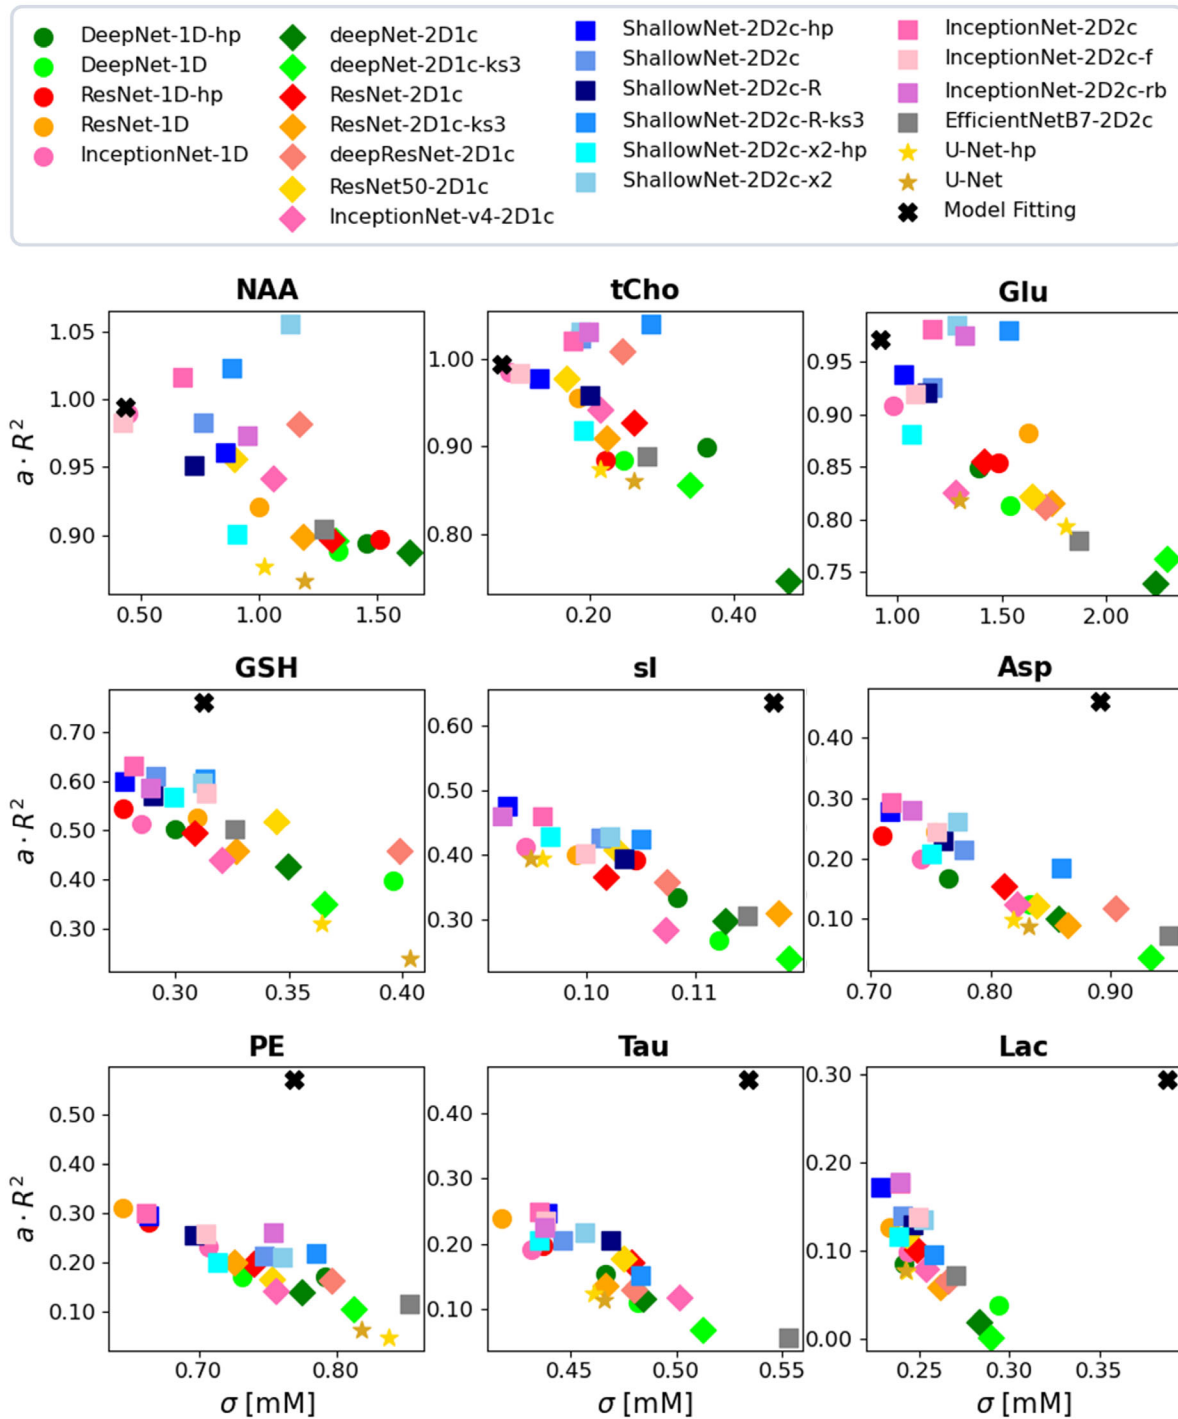 DeepNet-1D-hp
DeepNet-1D
ResNet-1D-hp
ResNet-1D
InceptionNet-1D
deepNet-2D1c
deepNet-2D1c-ks3
ResNet-2D1c
ResNet-2D1c-ks3
deepResNet-2D1c
ResNet50-2D1c
InceptionNet-v4-2D1c
ShallowNet-2D2c-hp
ShallowNet-2D2c
ShallowNet-2D2c-R
ShallowNet-2D2c-R-ks3
ShallowNet-2D2c-x2-hp
ShallowNet-2D2c-x2
InceptionNet-2D2c
InceptionNet-2D2c-f
InceptionNet-2D2c-rb
EfficientNetB7-2D2c
U-Net-hp
U-Net
Model Fitting
NAA
a · R²
1.05
1.00
0.95
0.90
0.50 1.00 1.50
tCho
1.00
0.90
0.80
0.20 0.40
Glu
0.95
0.90
0.85
0.80
0.75
1.00 1.50 2.00
GSH
a · R²
0.70
0.60
0.50
0.40
0.30
0.30 0.35 0.40
sI
0.60
0.50
0.40
0.30
0.10 0.11
Asp
0.40
0.30
0.20
0.10
0.70 0.80 0.90
PE
a · R²
0.50
0.40
0.30
0.20
0.10
0.70 0.80
σ [mM]
Tau
0.40
0.30
0.20
0.10
0.45 0.50 0.55
σ [mM]
Lac
0.30
0.20
0.10
0.00
0.25 0.30 0.35
σ [mM]